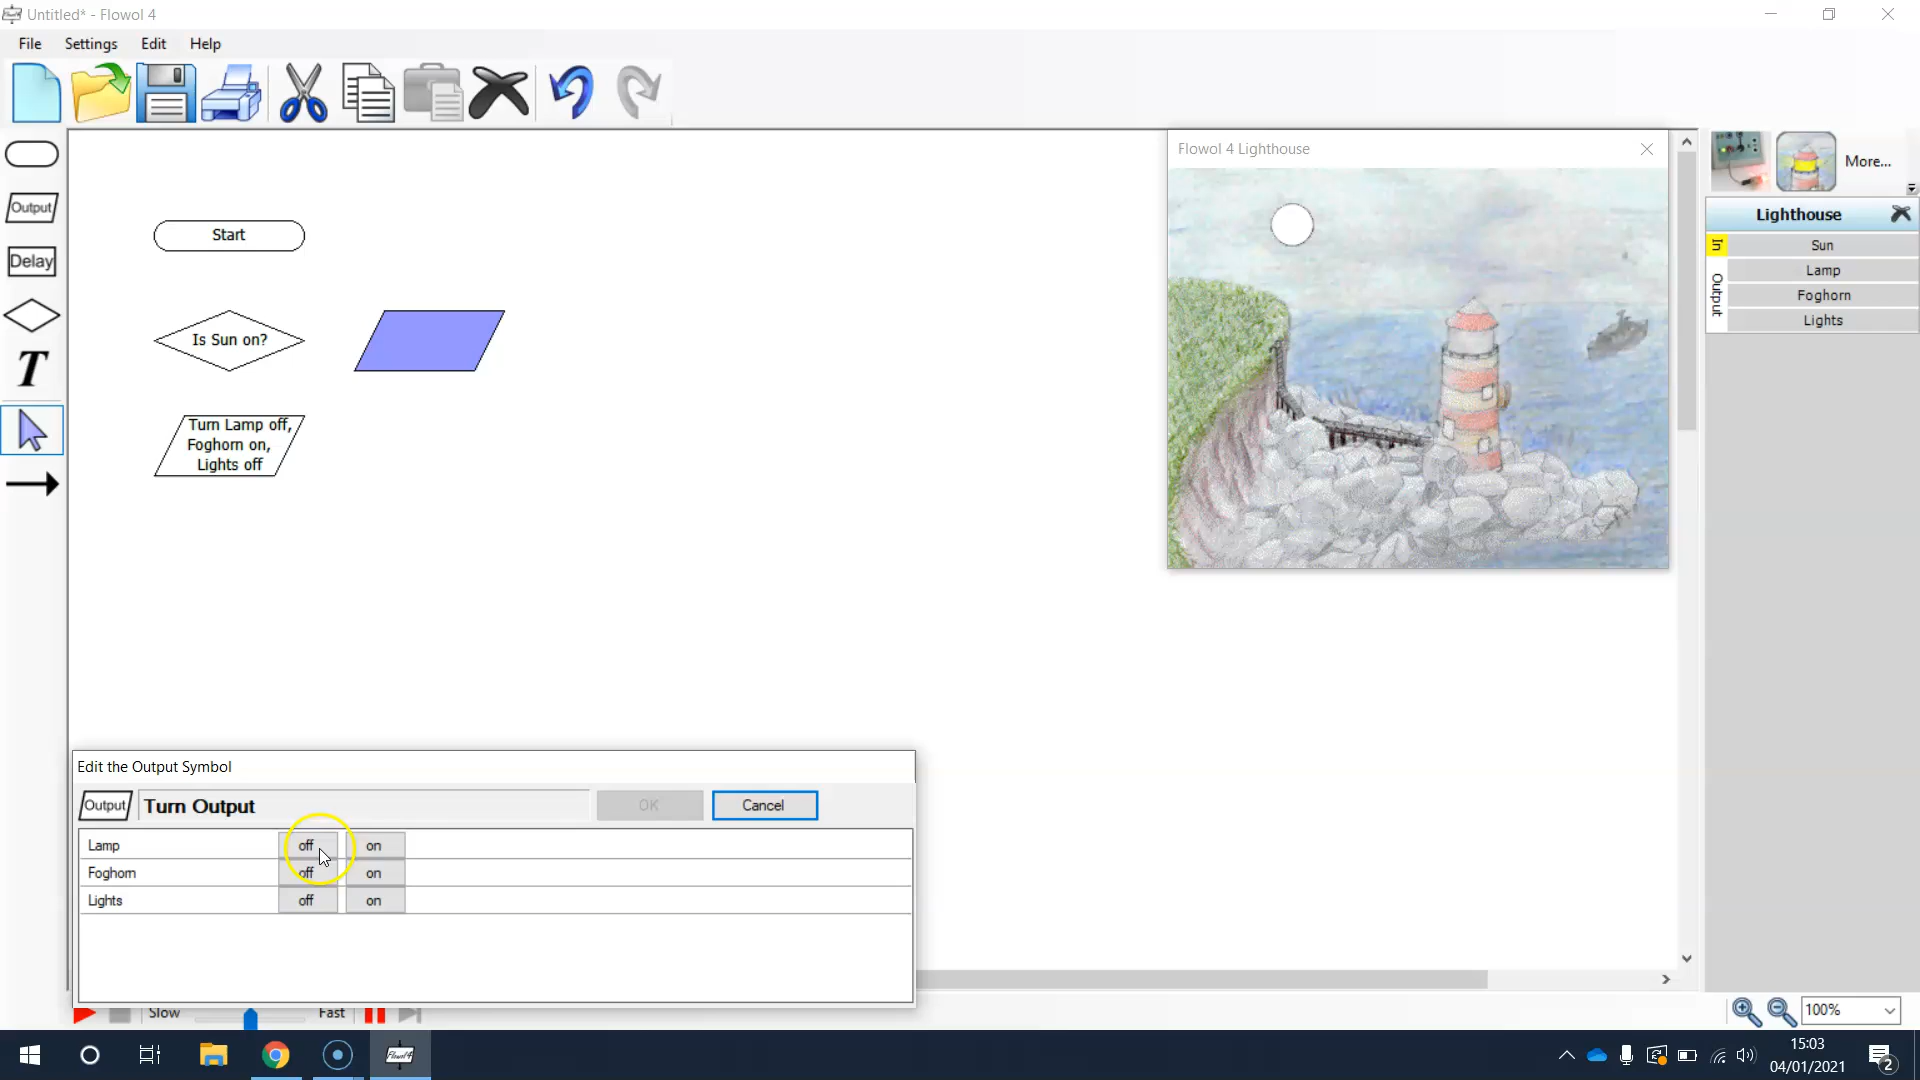 Untitled* - Flowol 4
File Settings Edit Help
Output
Delay
T
Start
Is Sun on?
Turn Lamp off,
Foghorn on,
Lights off
Flowol 4 Lighthouse
More...
Lighthouse
In
Sun
Output
Lamp
Foghorn
Lights
Edit the Output Symbol
Output Turn Output OK Cancel
Lamp off on
Foghorn off on
Lights off on
Slow Fast
100%
Flowol4
15:03
04/01/2021
2